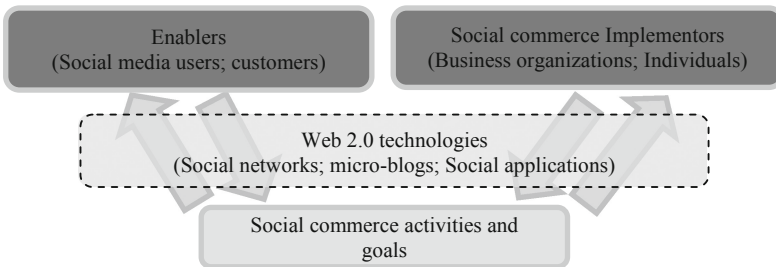 Enablers
(Social media users; customers)
Social commerce Implementors
(Business organizations; Individuals)
Web 2.0 technologies
(Social networks; micro-blogs; Social applications)
Social commerce activities and
goals